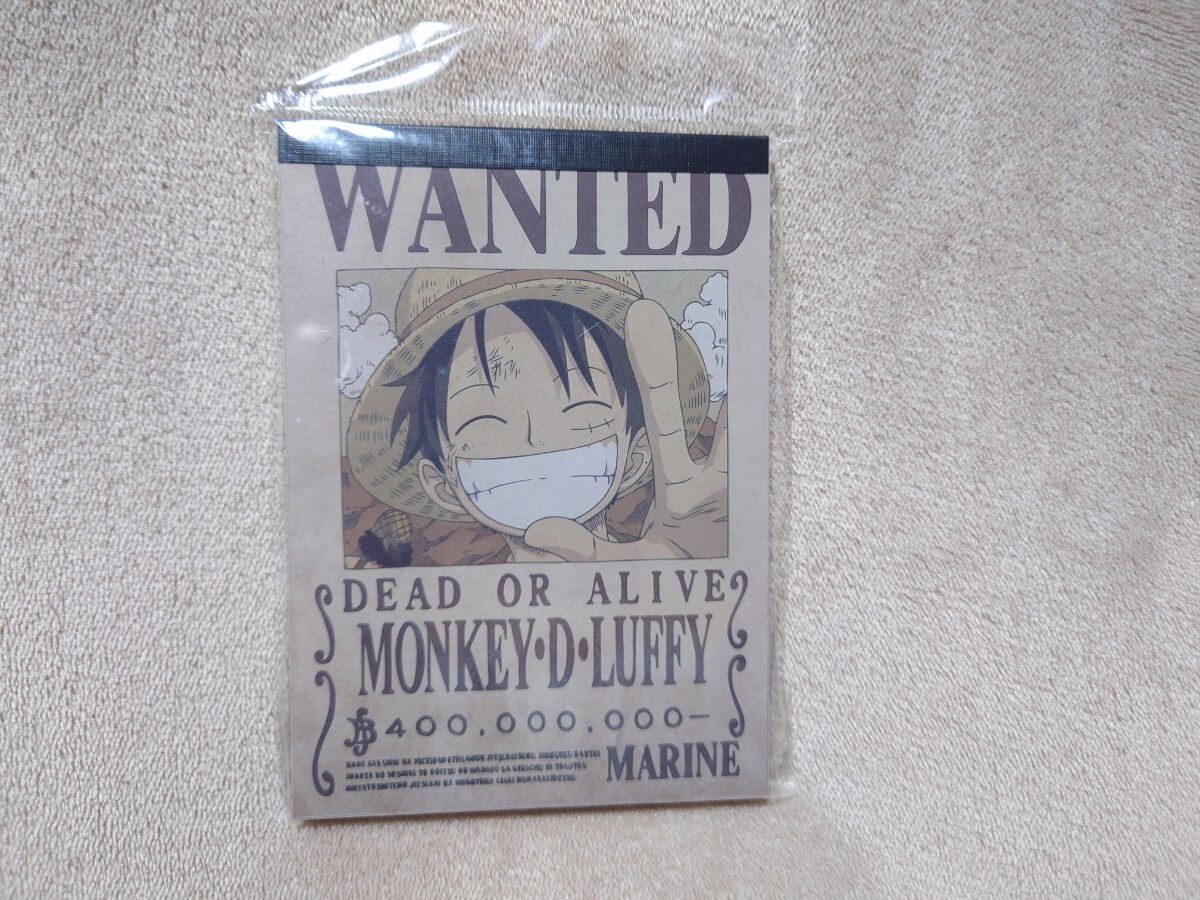 WANTED
DEAD OR ALIVE
MONKEY•D•LUFFY
฿400,000,000-
MARINE